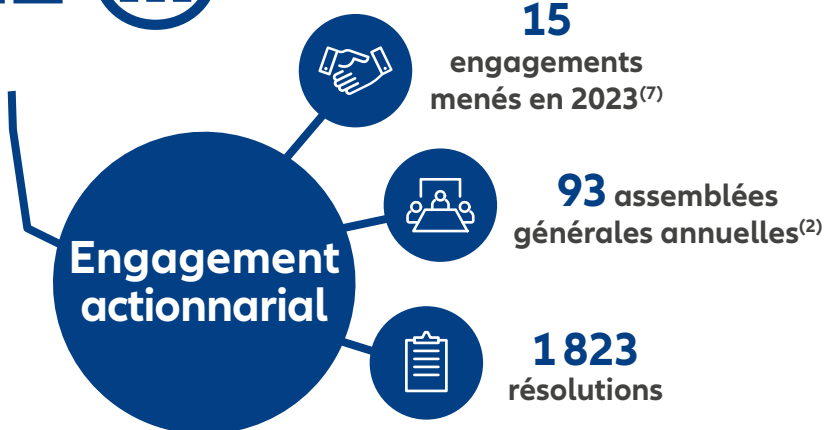 15
engagements
menés en 2023(7)
93 assemblées
générales annuelles(2)
Engagement
actionnarial
1 823
résolutions